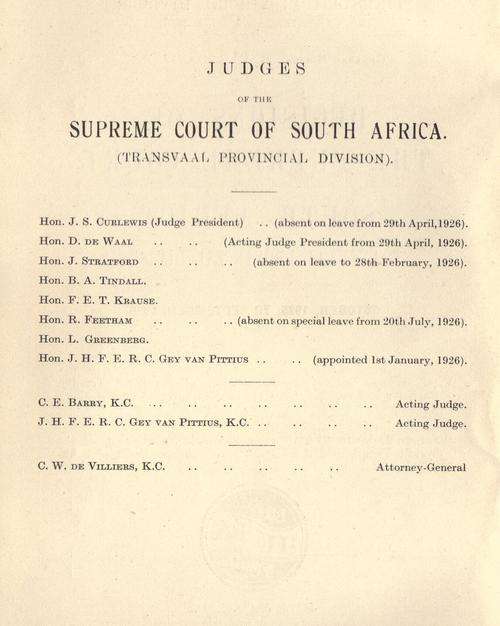 JUDGES
OF THE
SUPREME COURT OF SOUTH AFRICA.
(TRANSVAAL PROVINCIAL DIVISION).
Hon. J. S. CURLEWIS (Judge President) .. (absent on leave from 29th April, 1926).
Hon. D. DE WAAL .. .. (Acting Judge President from 29th April, 1926).
Hon. J. STRATFORD .. .. .. (absent on leave to 28th February, 1926).
Hon. B. A. TINDALL.
Hon. F. E. T. KRAUSE.
Hon. R. FEETHAM .. .. .. (absent on special leave from 20th July, 1926).
Hon. L. GREENBERG.
Hon. J. H. F. E. R. C. GEY VAN PITTIUS .. .. (appointed 1st January, 1926).
C. E. BARRY, K.C. .. .. .. .. .. .. .. Acting Judge.
J. H. F. E. R. C. GEY VAN PITTIUS, K.C. .. .. .. .. Acting Judge.
C. W. DE VILLIERS, K.C. .. .. .. .. .. Attorney-General